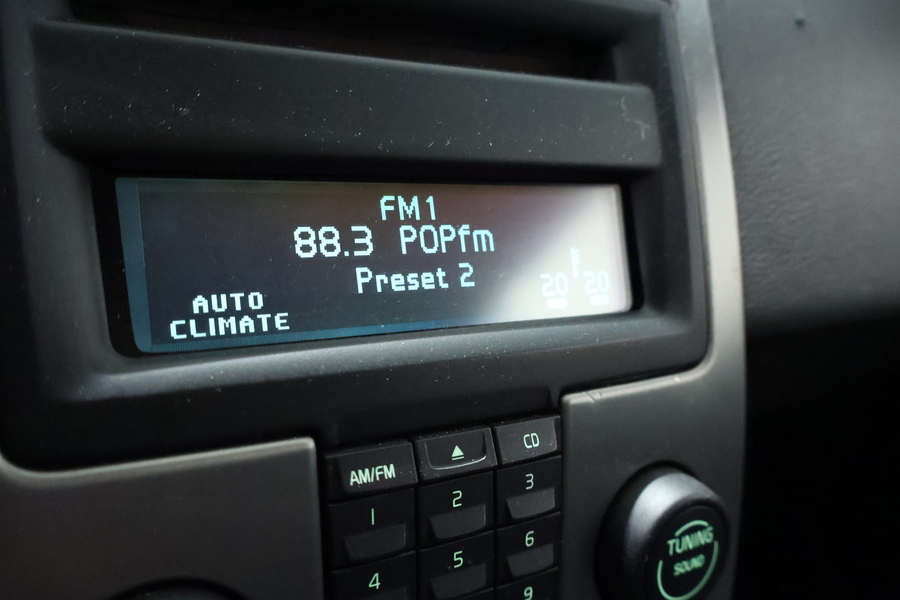 FM1
88.3 POPfm
Preset 2
20 20
AUTO
CLIMATE
AM/FM
CD
1
2
3
4
5
6
9
TUNING
SOUND